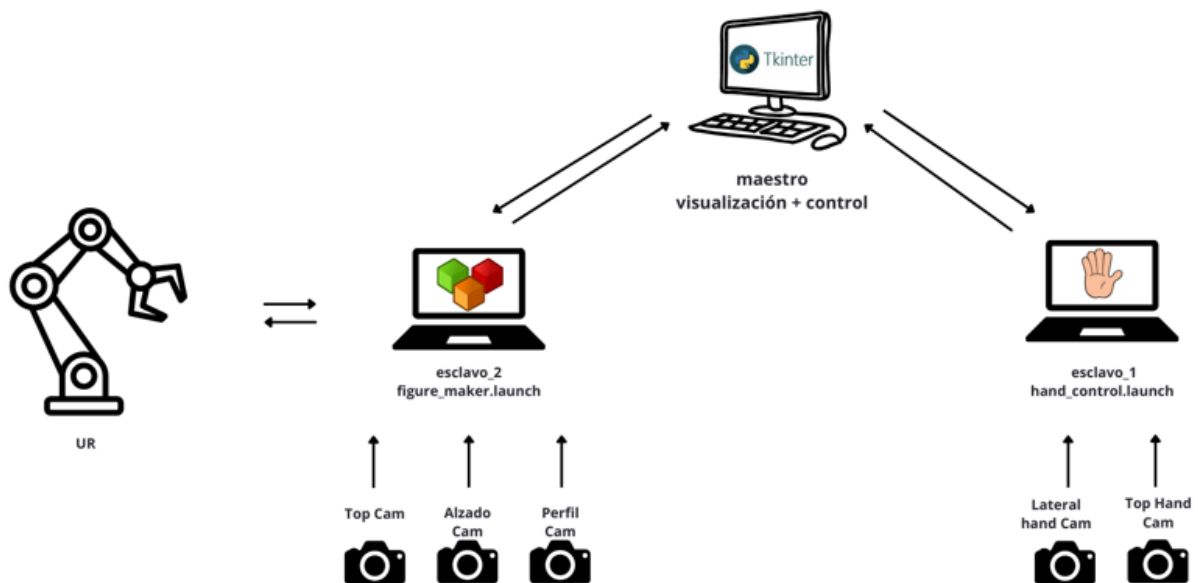 Tkinter
maestro
visualización + control
esclavo_2
figure_maker.launch
esclavo_1
hand_control.launch
UR
Top Cam
Alzado
Cam
Perfil
Cam
Lateral
hand Cam
Top Hand
Cam